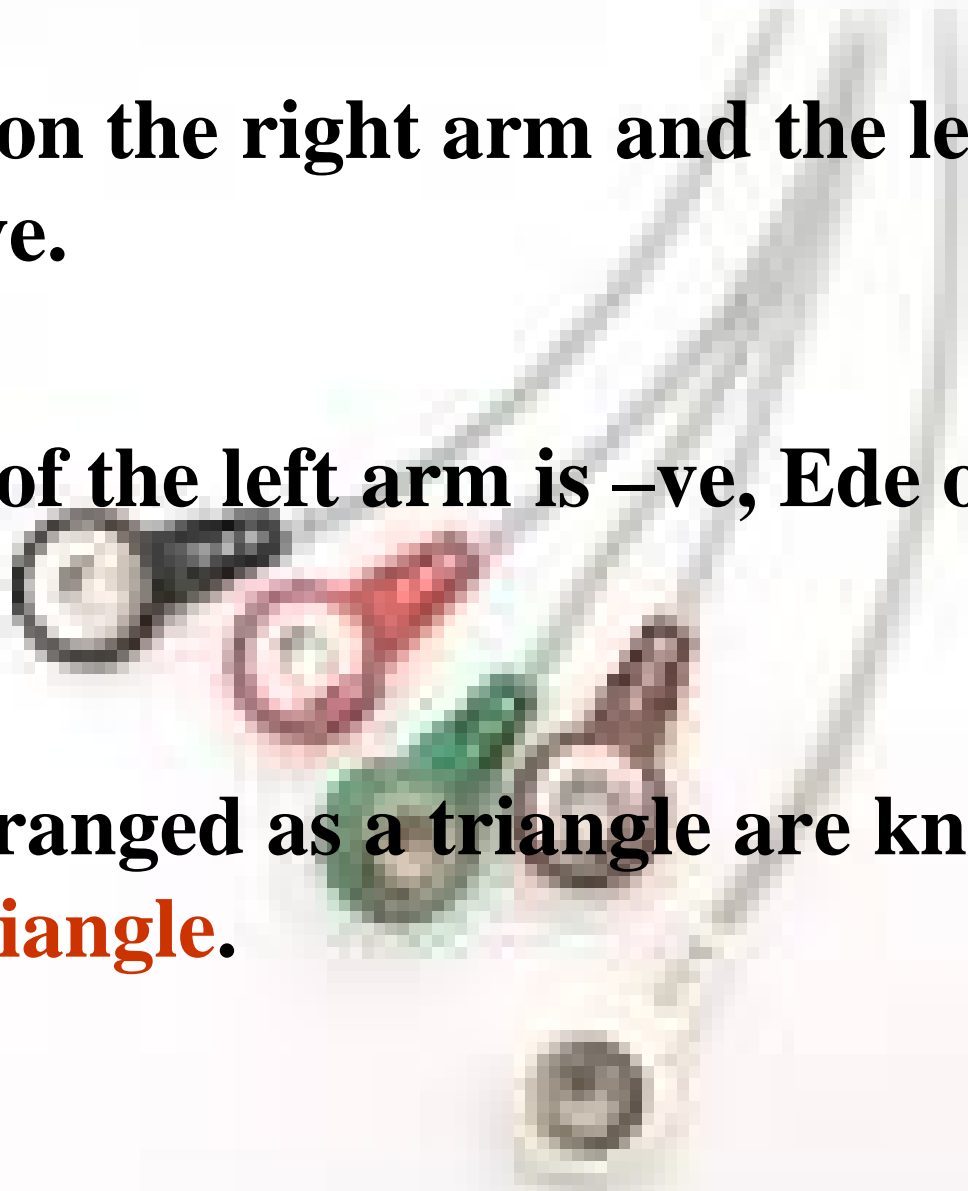 on the right arm and the le
ve.
of the left arm is –ve, Ede o
ranged as a triangle are kn
iangle.